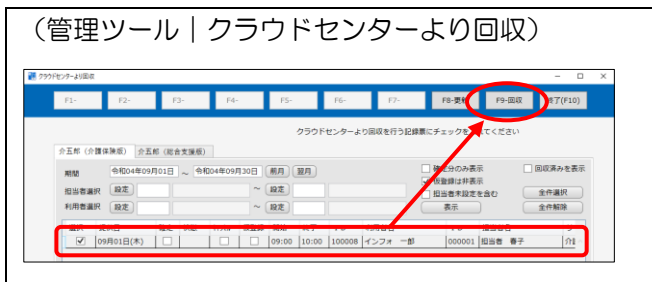 （管理ツール｜クラウドセンターより回収）
クラウドセンターより回収
F1-
F2-
F3-
F4-
F5-
F6-
F7-
F8-更新
F9-回収
終了(F10)
クラウドセンターより回収を行う記録票にチェックを入れてください
介五郎（介護保険版）
介五郎（総合支援版）
期間 令和04年09月01日 ～ 令和04年09月30日 前月 翌月
確定分のみ表示
回収済みを表示
仮登録は非表示
担当者選択 設定 ～ 設定
担当者未設定を含む
全件選択
利用者選択 設定 ～ 設定
表示
全件解除
09月01日(木) 09:00 10:00 100008 インフォ 一郎 000001 担当者 春子